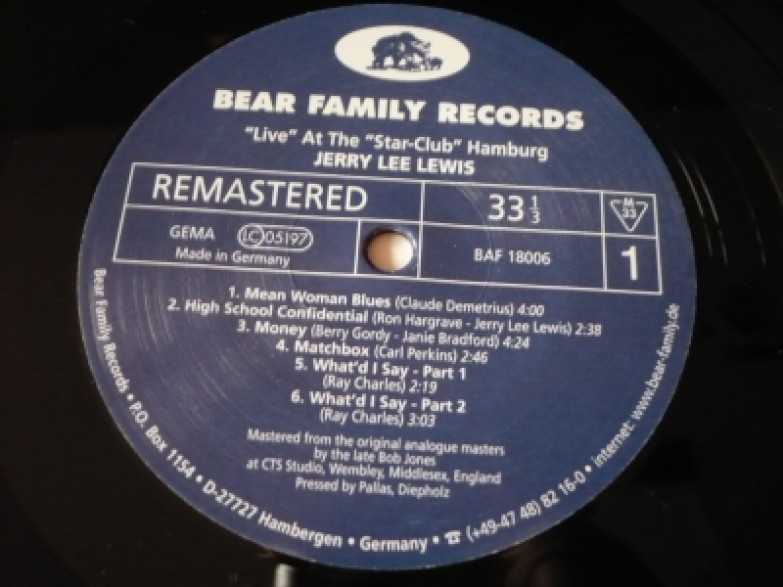 BEAR FAMILY RECORDS
"Live" At The "Star-Club" Hamburg
JERRY LEE LEWIS
REMASTERED
33 1/3
M 33
GEMA LC 05197
Made in Germany
BAF 18006
1
1. Mean Woman Blues (Claude Demetrius) 4:00
2. High School Confidential (Ron Hargrave - Jerry Lee Lewis) 2:38
3. Money (Berry Gordy - Janie Bradford) 4:24
4. Matchbox (Carl Perkins) 2:46
5. What'd I Say - Part 1
(Ray Charles) 2:19
6. What'd I Say - Part 2
(Ray Charles) 3:03
Mastered from the original analogue masters
by the late Bob Jones
at CTS Studio, Wembley, Middlesex, England
Pressed by Pallas, Diepholz
Bear Family Records • P.O. Box 1154 • D-27727 Hambergen • Germany • ☎ (+49-47 48) 82 16-0 • internet: www.bear-family.de